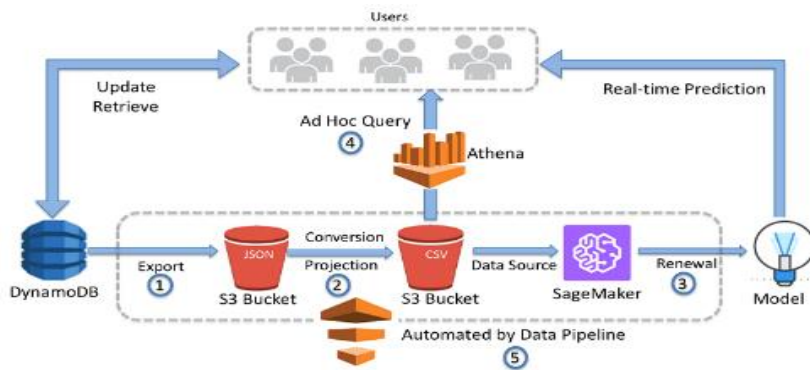 Users
Update
Retrieve
Real-time Prediction
Ad Hoc Query
4
Athena
JSON
Conversion
CSV
Export
Projection
Data Source
Renewal
1
2
3
DynamoDB
S3 Bucket
S3 Bucket
SageMaker
Model
Automated by Data Pipeline
5